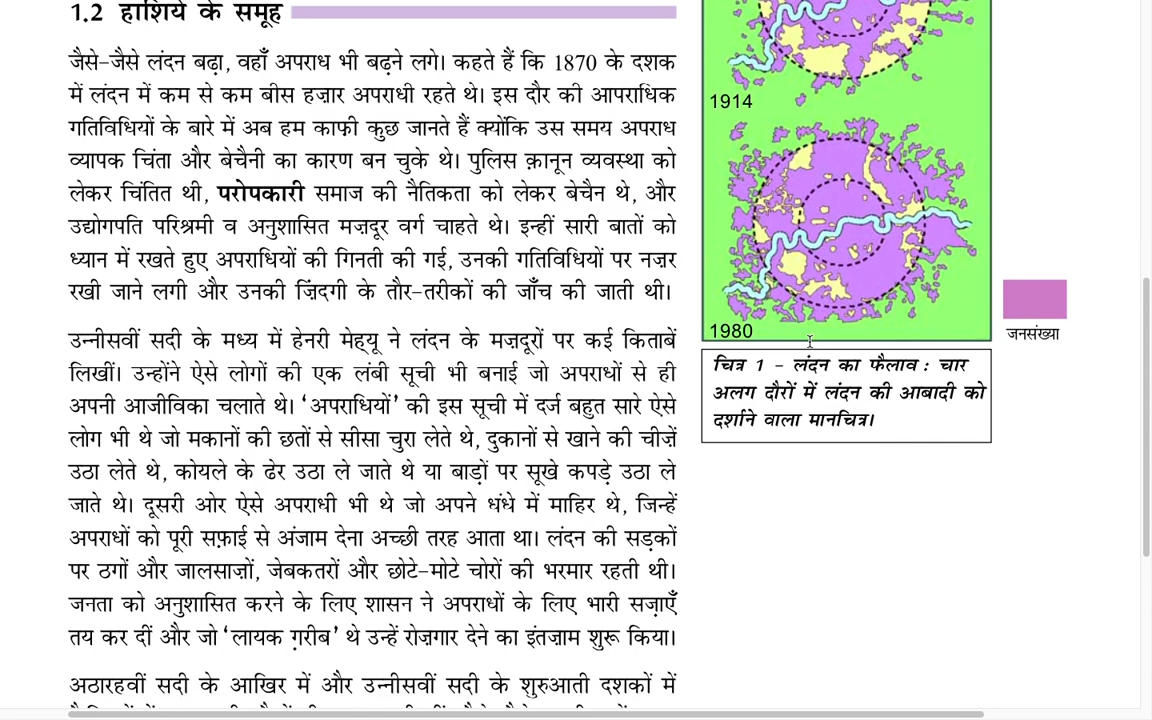 1.2 हाशिये के समूह
जैसे-जैसे लंदन बढ़ा, वहाँ अपराध भी बढ़ने लगे। कहते हैं कि 1870 के दशक
में लंदन में कम से कम बीस हज़ार अपराधी रहते थे। इस दौर की आपराधिक
गतिविधियों के बारे में अब हम काफी कुछ जानते हैं क्योंकि उस समय अपराध
व्यापक चिंता और बेचैनी का कारण बन चुके थे। पुलिस क़ानून व्यवस्था को
लेकर चिंतित थी, परोपकारी समाज की नैतिकता को लेकर बेचैन थे, और
उद्योगपति परिश्रमी व अनुशासित मज़दूर वर्ग चाहते थे। इन्हीं सारी बातों को
ध्यान में रखते हुए अपराधियों की गिनती की गई, उनकी गतिविधियों पर नज़र
रखी जाने लगी और उनकी ज़िंदगी के तौर-तरीकों की जाँच की जाती थी।
उन्नीसवीं सदी के मध्य में हेनरी मेह्यू ने लंदन के मज़दूरों पर कई किताबें
लिखीं। उन्होंने ऐसे लोगों की एक लंबी सूची भी बनाई जो अपराधों से ही
अपनी आजीविका चलाते थे। ‘अपराधियों’ की इस सूची में दर्ज बहुत सारे ऐसे
लोग भी थे जो मकानों की छतों से सीसा चुरा लेते थे, दुकानों से खाने की चीज़ें
उठा लेते थे, कोयले के ढेर उठा ले जाते थे या बाड़ों पर सूखे कपड़े उठा ले
जाते थे। दूसरी ओर ऐसे अपराधी भी थे जो अपने धंधे में माहिर थे, जिन्हें
अपराधों को पूरी सफ़ाई से अंजाम देना अच्छी तरह आता था। लंदन की सड़कों
पर ठगों और जालसाज़ों, जेबकतरों और छोटे-मोटे चोरों की भरमार रहती थी।
जनता को अनुशासित करने के लिए शासन ने अपराधों के लिए भारी सज़ाएँ
तय कर दीं और जो ‘लायक ग़रीब’ थे उन्हें रोज़गार देने का इंतज़ाम शुरू किया।
अठारहवीं सदी के आखिर में और उन्नीसवीं सदी के शुरुआती दशकों में
1914
1980
जनसंख्या
चित्र 1 - लंदन का फैलाव : चार
अलग दौरों में लंदन की आबादी को
दर्शाने वाला मानचित्र।